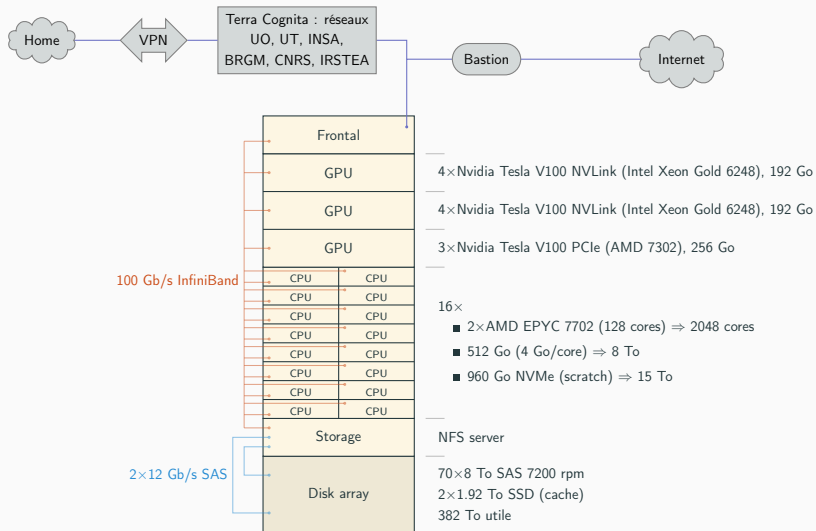 Home
VPN
Terra Cognita : réseaux
UO, UT, INSA,
BRGM, CNRS, IRSTEA
Bastion
Internet
Frontal
GPU
4×Nvidia Tesla V100 NVLink (Intel Xeon Gold 6248), 192 Go
GPU
4×Nvidia Tesla V100 NVLink (Intel Xeon Gold 6248), 192 Go
GPU
3×Nvidia Tesla V100 PCIe (AMD 7302), 256 Go
100 Gb/s InfiniBand
CPU CPU
CPU CPU
CPU CPU
CPU CPU
CPU CPU
CPU CPU
CPU CPU
CPU CPU
16×
■ 2×AMD EPYC 7702 (128 cores) ⇒ 2048 cores
■ 512 Go (4 Go/core) ⇒ 8 To
■ 960 Go NVMe (scratch) ⇒ 15 To
Storage
NFS server
2×12 Gb/s SAS
Disk array
70×8 To SAS 7200 rpm
2×1.92 To SSD (cache)
382 To utile